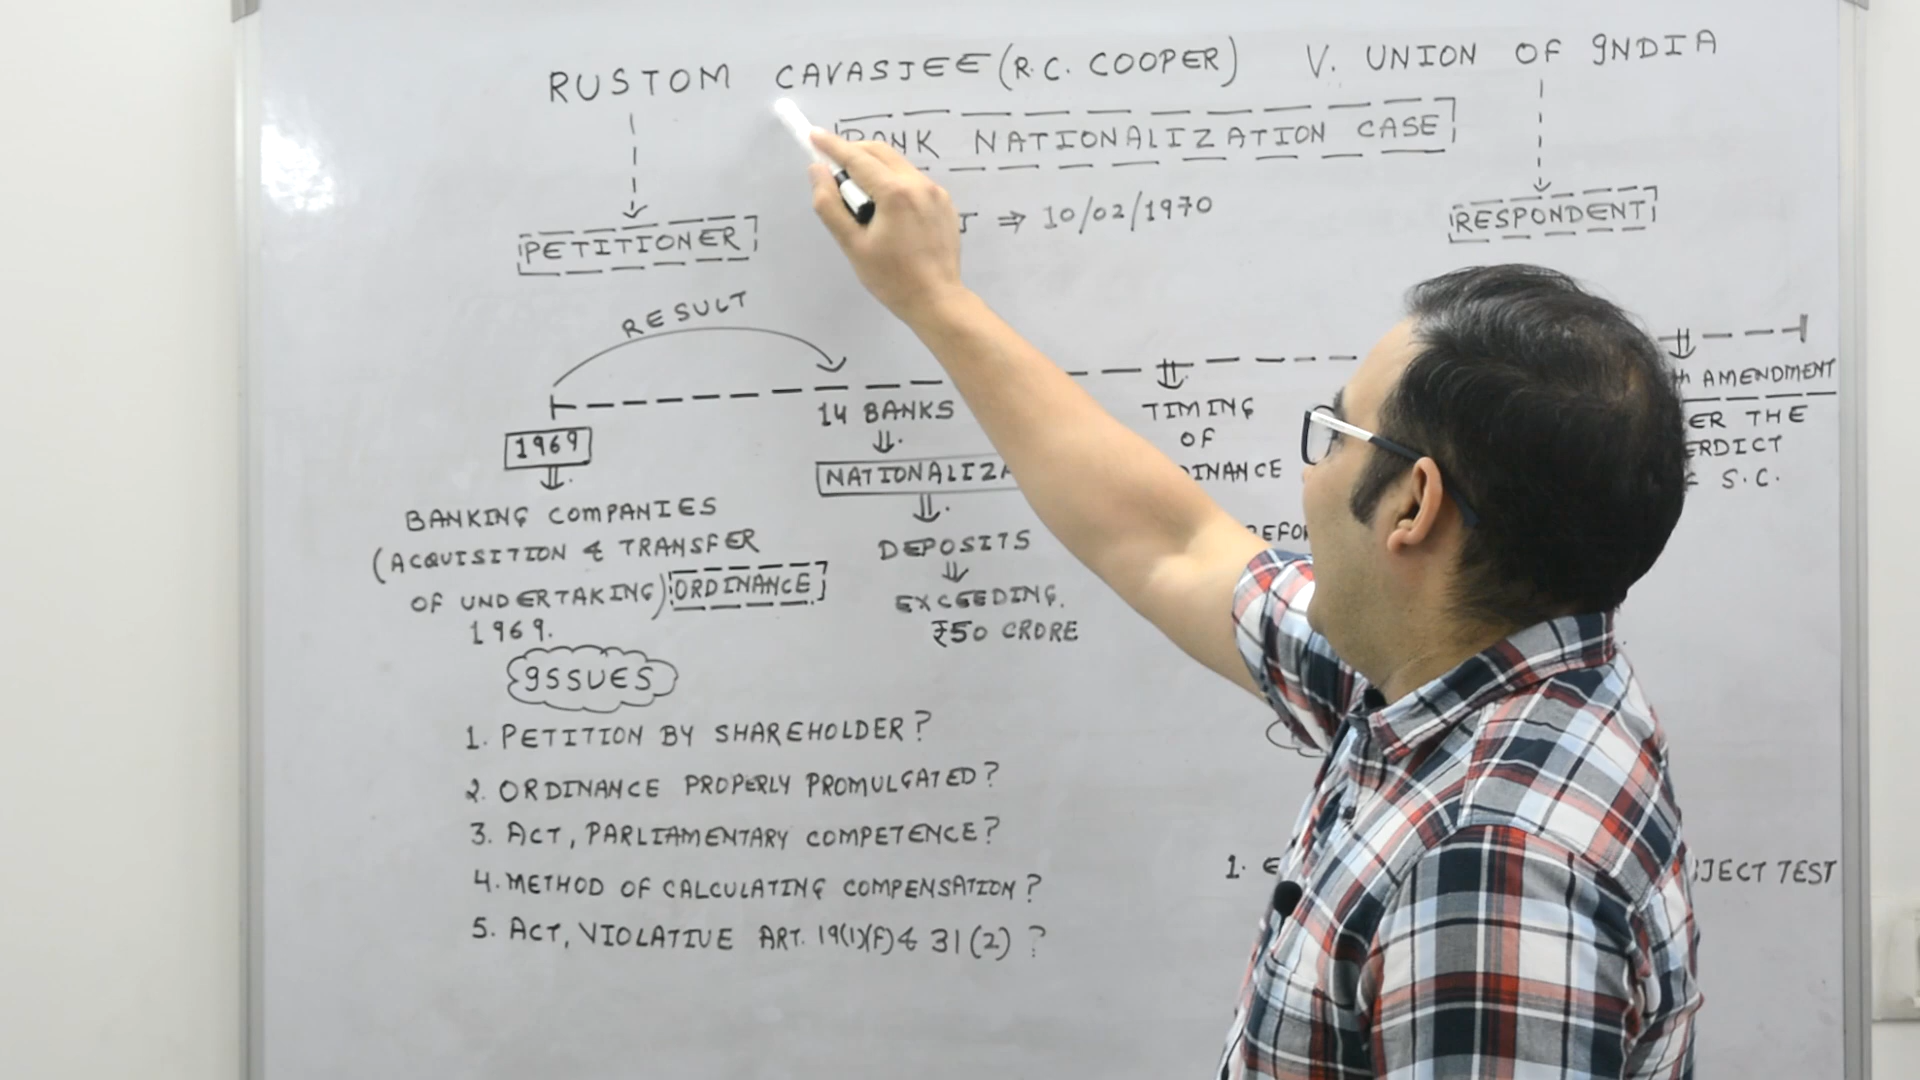 RUSTOM CAVASJEE (R.C. COOPER) V. UNION OF INDIA
NATIONALIZATION CASE
⇒ 10/02/1970
PETITIONER
RESPONDENT
RESULT
1969
BANKING COMPANIES
(ACQUISITION & TRANSFER
OF UNDERTAKING) ORDINANCE
1969.
14 BANKS
DEPOSITS
EXCEEDING
₹50 CRORE
TIMING
OF
AMENDMENT
THE
S.C.
ISSUES
1. PETITION BY SHAREHOLDER?
2. ORDINANCE PROPERLY PROMULGATED?
3. ACT, PARLIAMENTARY COMPETENCE?
4. METHOD OF CALCULATING COMPENSATION?
5. ACT, VIOLATIVE ART. 19(1)(F) & 31(2) ?
1.
TEST